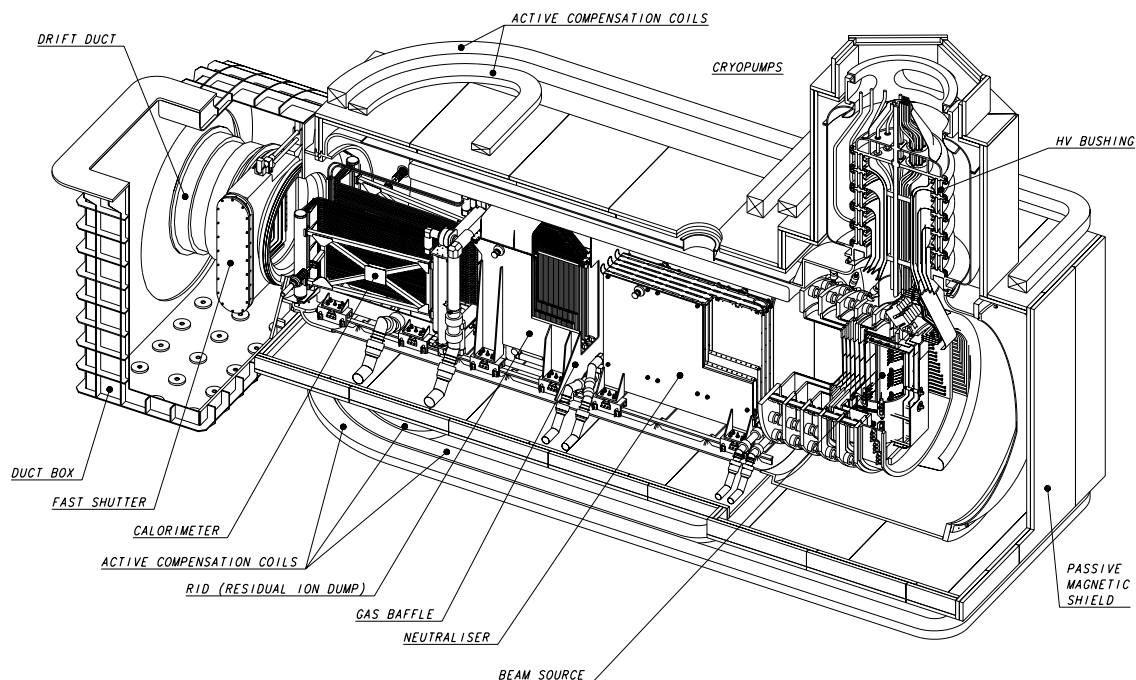 ACTIVE COMPENSATION COILS
DRIFT DUCT
CRYOPUMPS
HV BUSHING
DUCT BOX
FAST SHUTTER
CALORIMETER
ACTIVE COMPENSATION COILS
RID (RESIDUAL ION DUMP)
GAS BAFFLE
NEUTRALISER
BEAM SOURCE
PASSIVE
MAGNETIC
SHIELD